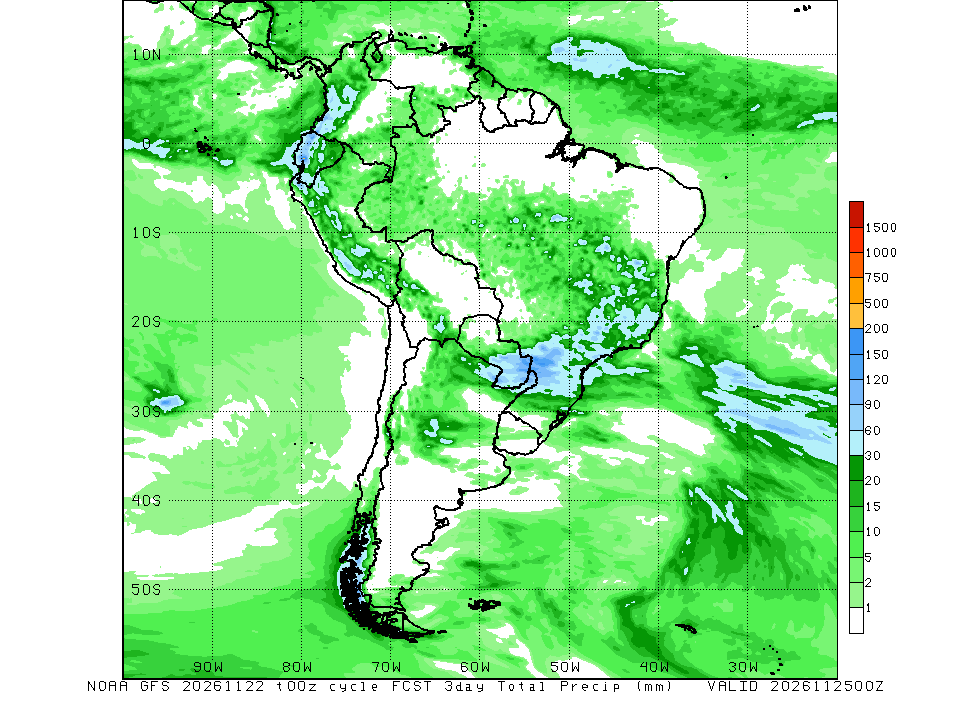 10N
0
10S
20S
30S
40S
50S
90W 80W 70W 60W 50W 40W 30W
1500
1000
750
500
200
150
120
90
60
30
20
15
10
5
2
1
NOAA GFS 20261122 t00z cycle FCST 3day Total Precip (mm) VALID 2026112500Z